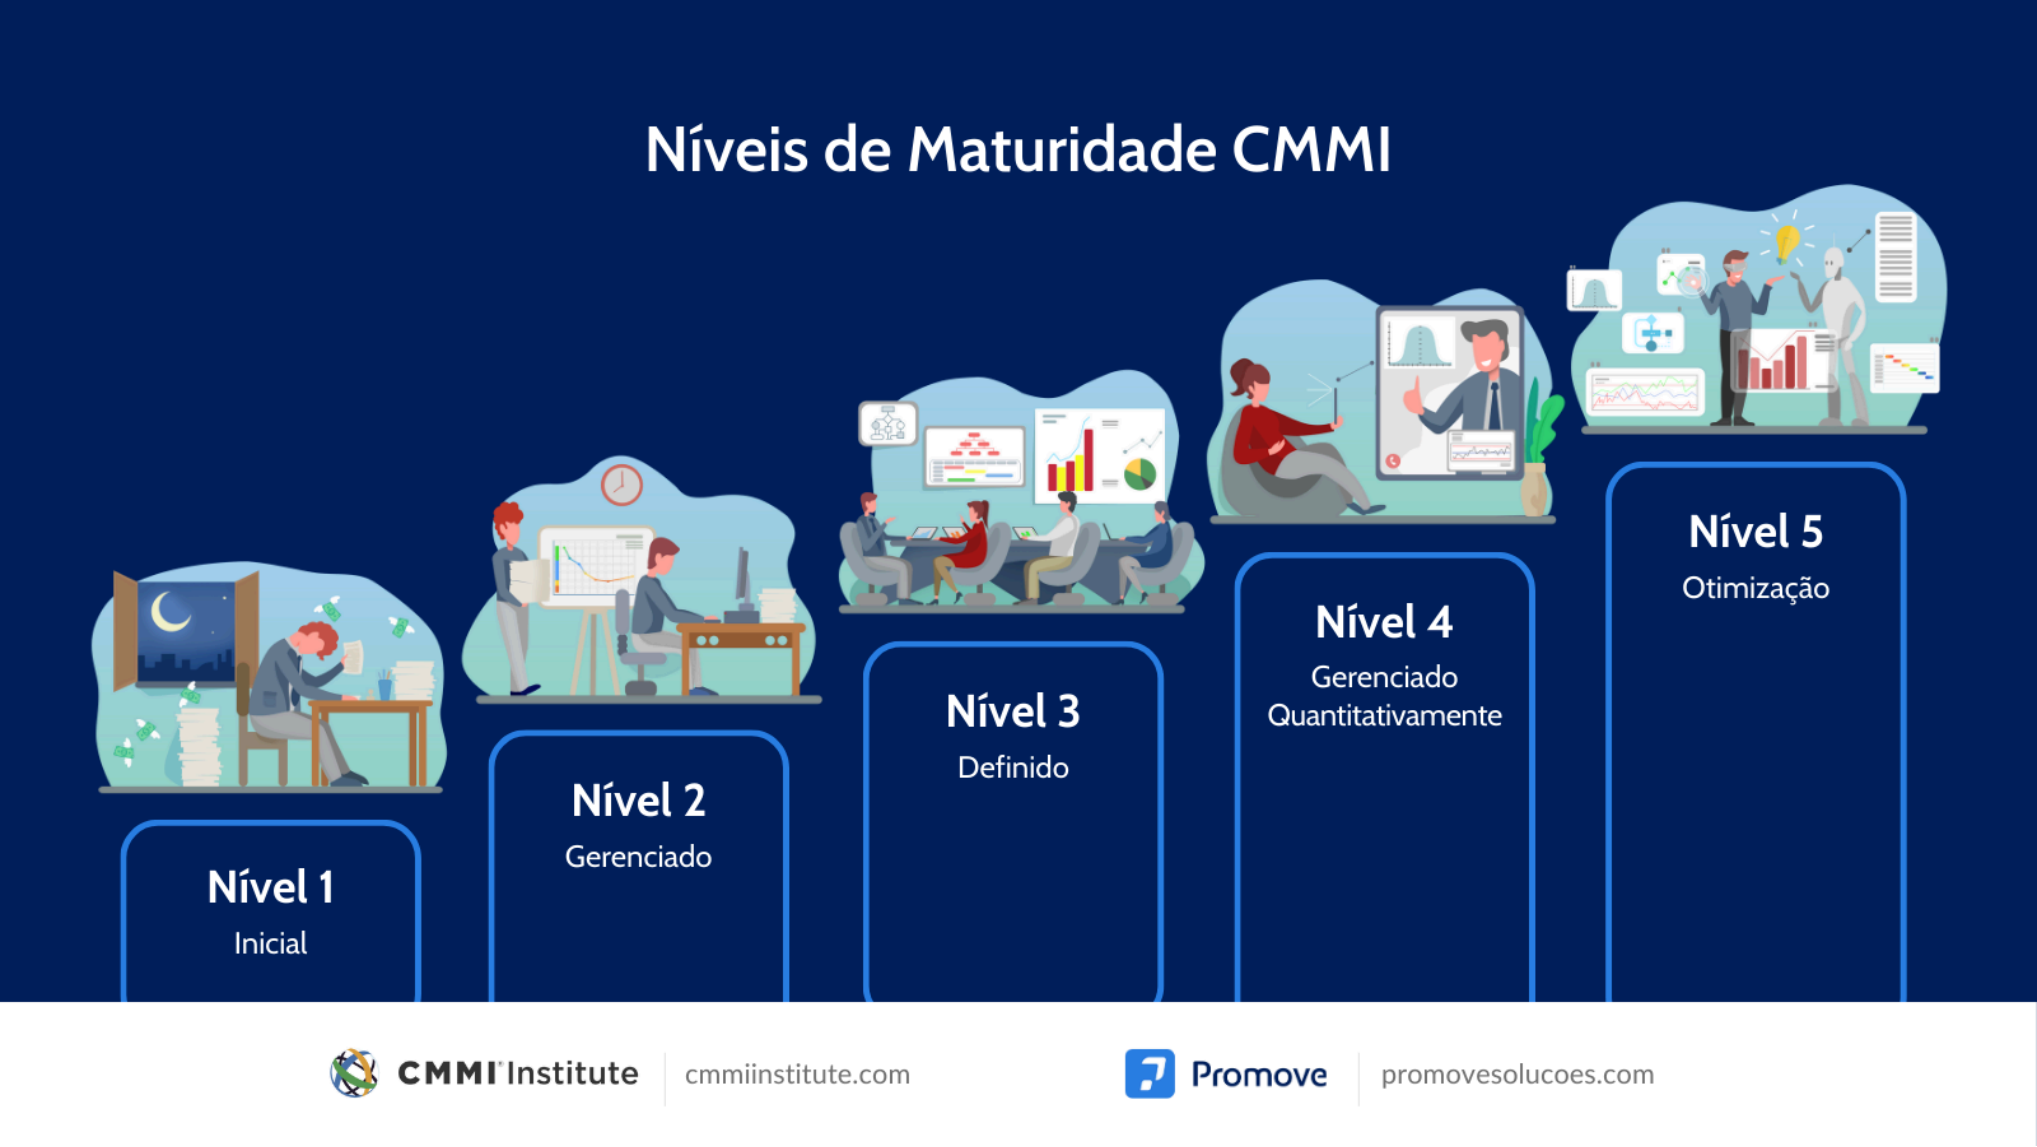 Níveis de Maturidade CMMI
Nível 1
Inicial
Nível 2
Gerenciado
Nível 3
Definido
Nível 4
Gerenciado
Quantitativamente
Nível 5
Otimização
CMMI Institute
cmmiinstitute.com
Promove
promovesolucoes.com